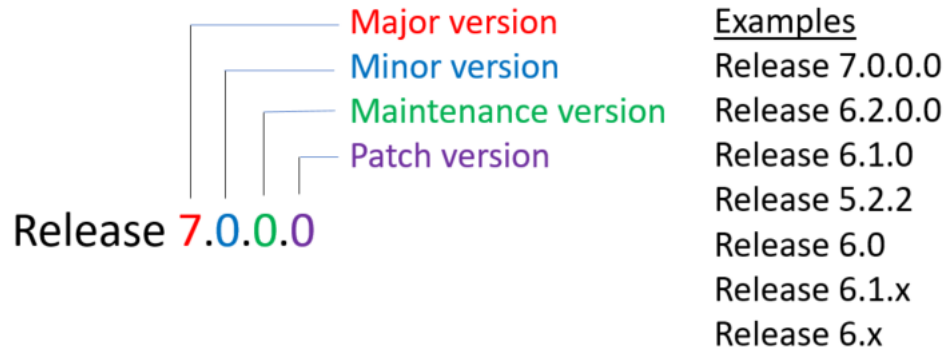 Major version
Minor version
Maintenance version
Patch version
Release 7.0.0.0
Examples
Release 7.0.0.0
Release 6.2.0.0
Release 6.1.0
Release 5.2.2
Release 6.0
Release 6.1.x
Release 6.x